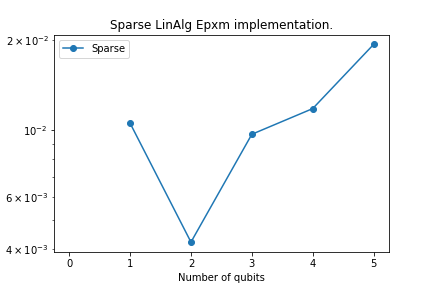 Sparse LinAlg Epxm implementation.
2 × 10⁻²
Sparse
10⁻²
6 × 10⁻³
4 × 10⁻³
0 1 2 3 4 5
Number of qubits